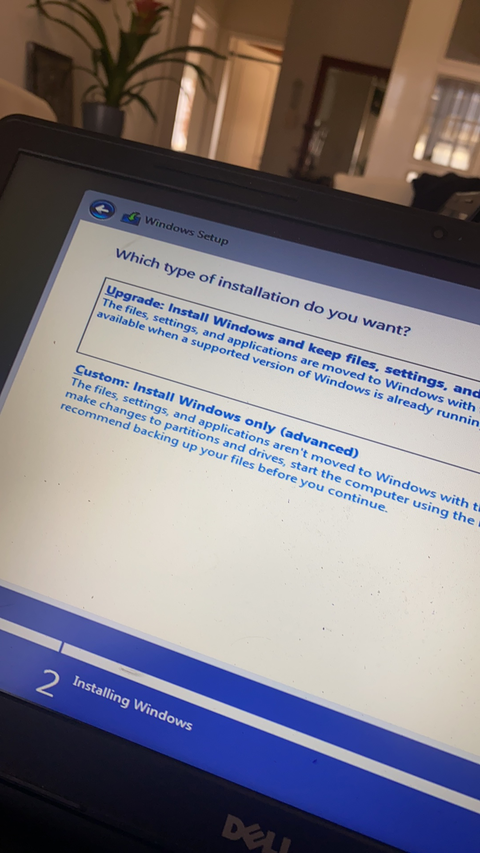 Windows Setup
Which type of installation do you want?
Upgrade: Install Windows and keep files, settings, and
The files, settings, and applications are moved to Windows with
available when a supported version of Windows is already runnin
Custom: Install Windows only (advanced)
The files, settings, and applications aren't moved to Windows with th
make changes to partitions and drives, start the computer using the
recommend backing up your files before you continue.
2 Installing Windows
DELL